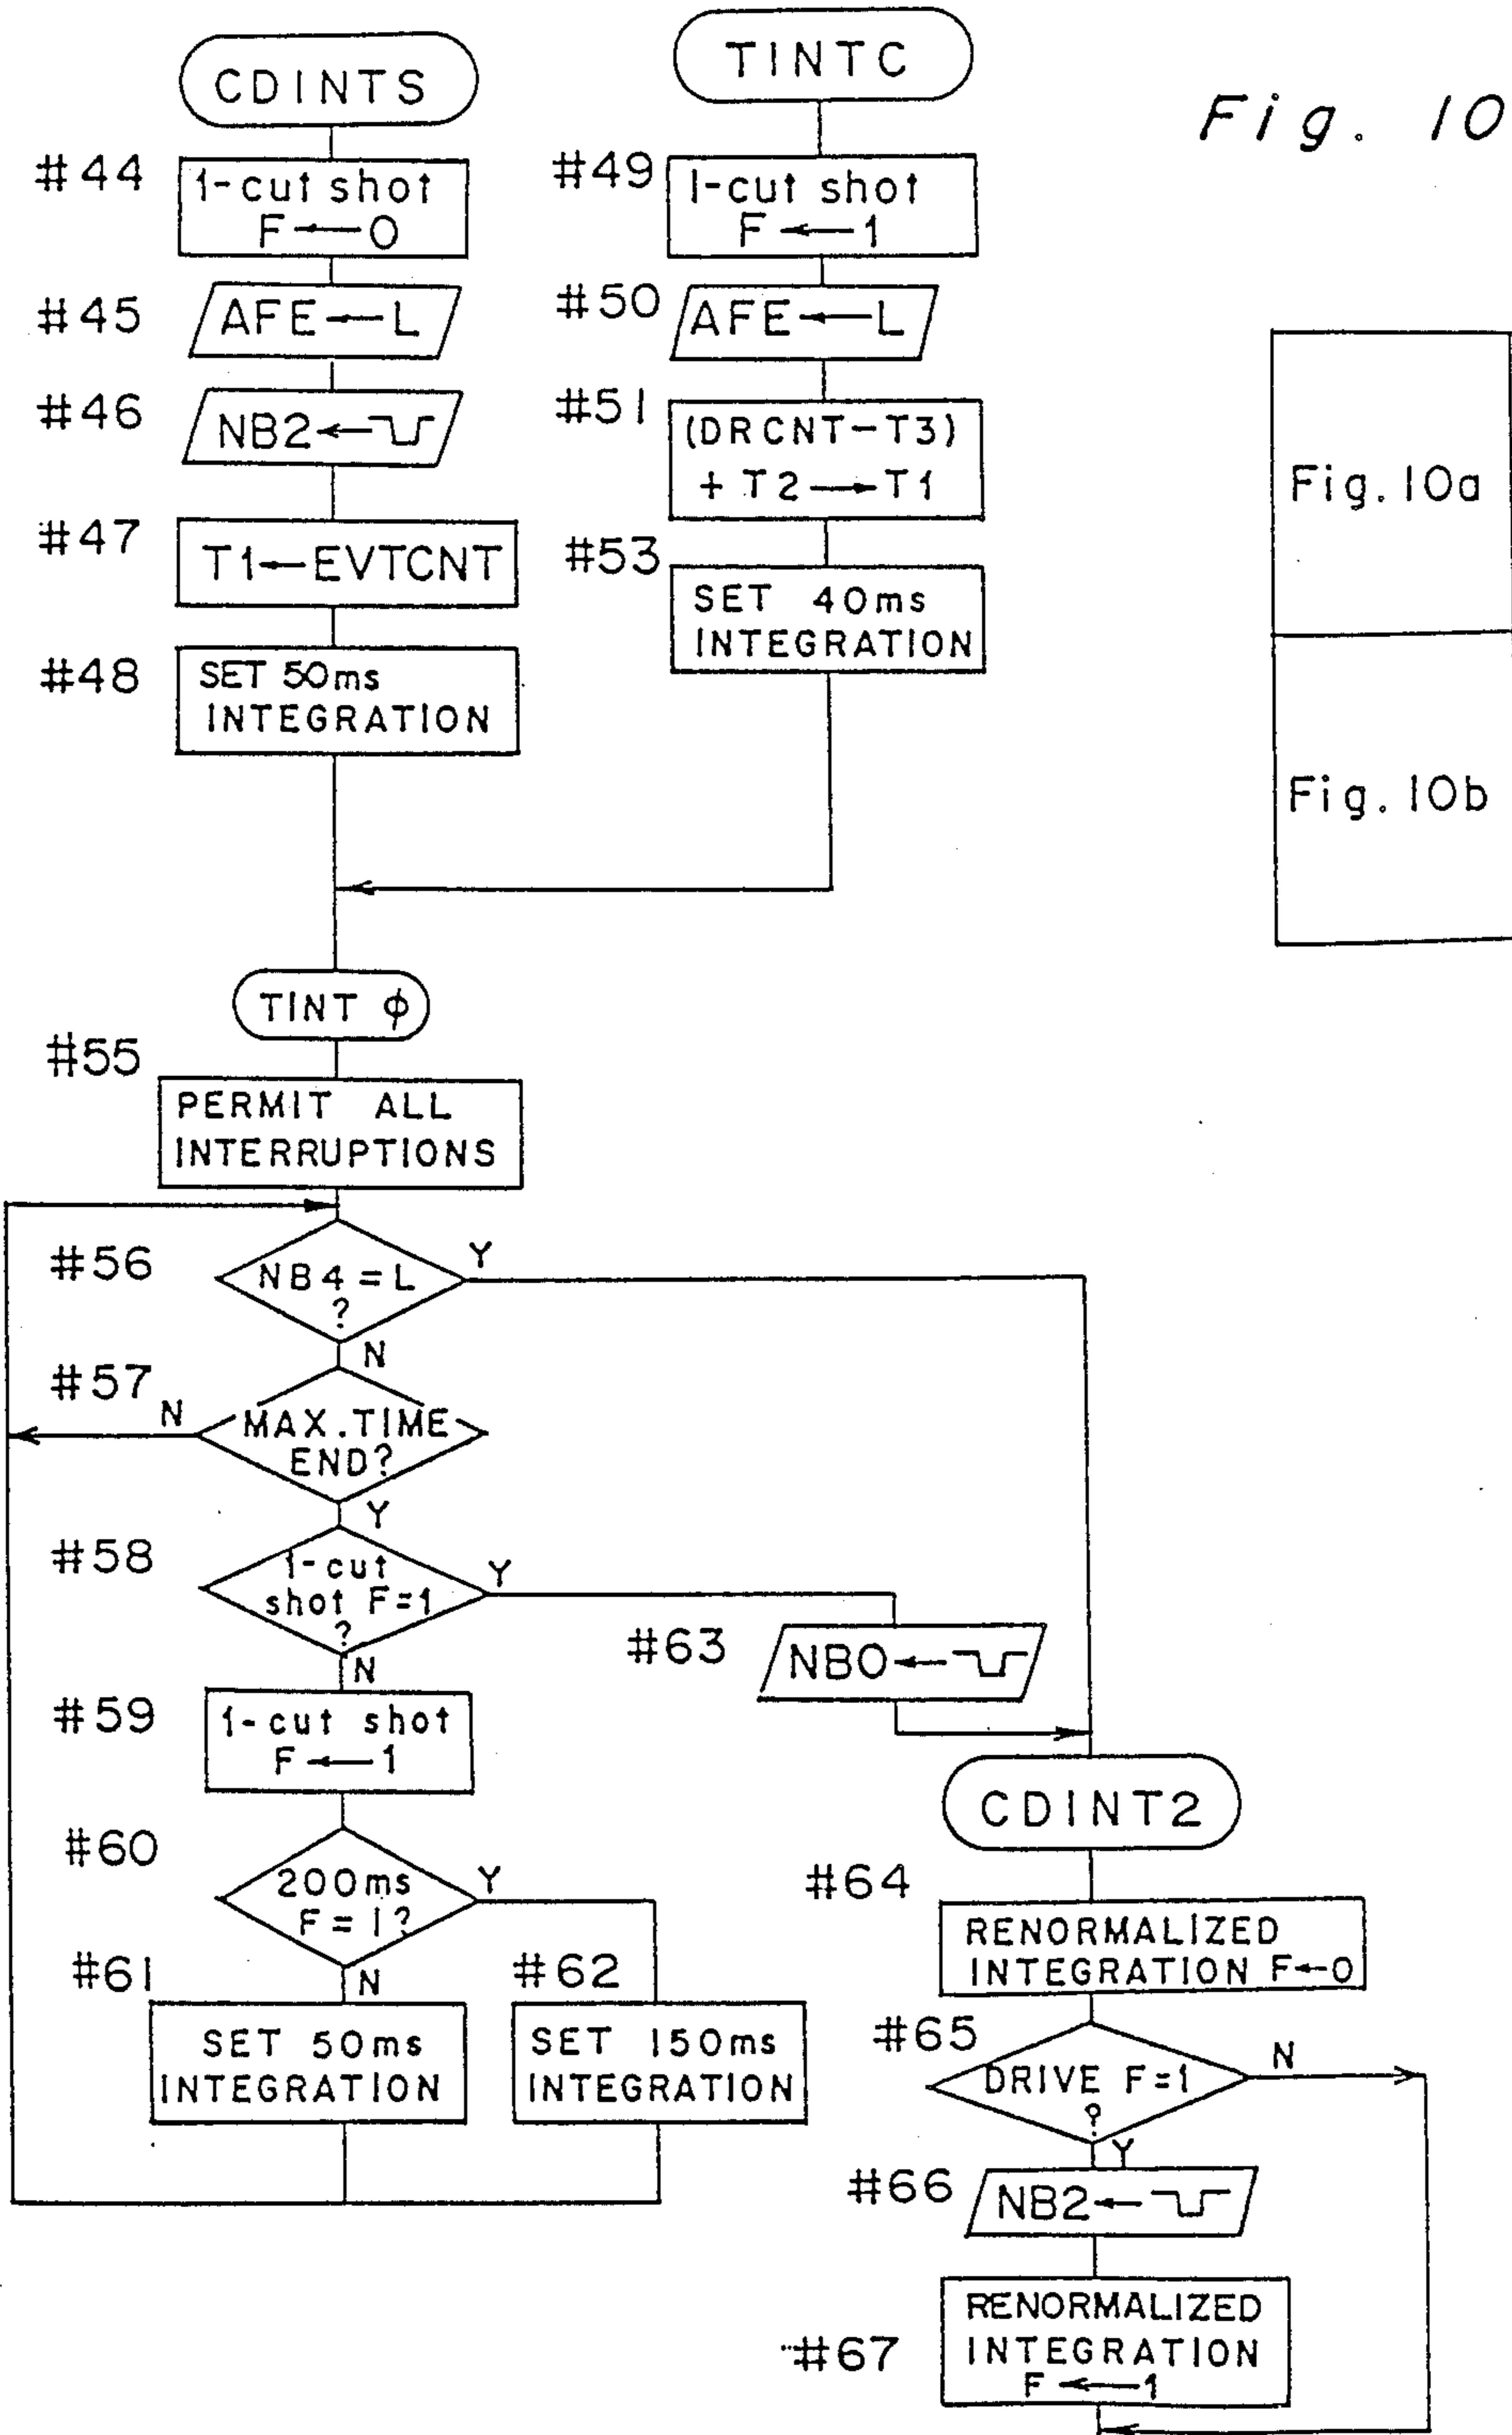 Fig. 10
Fig. 10a
Fig. 10b
CDINTS
#44
1-cut shot
F ← 0
#45
AFE ← L
#46
NB2 ←
#47
T1 ← EVTCNT
#48
SET 50ms
INTEGRATION
TINTC
#49
1-cut shot
F ← 1
#50
AFE ← L
#51
(DRCNT-T3)
+ T2 → T1
#53
SET 40ms
INTEGRATION
TINT φ
#55
PERMIT ALL
INTERRUPTIONS
#56
NB4 = L
?
Y
N
#57
MAX. TIME
END?
N
Y
#58
1-cut
shot F=1
?
Y
N
#63
NB0 ←
#59
1-cut shot
F ← 1
#60
200ms
F = 1?
Y
N
#61
SET 50ms
INTEGRATION
#62
SET 150ms
INTEGRATION
CDINT2
#64
RENORMALIZED
INTEGRATION F←0
#65
DRIVE F=1
?
N
Y
#66
NB2 ←
#67
RENORMALIZED
INTEGRATION
F ← 1